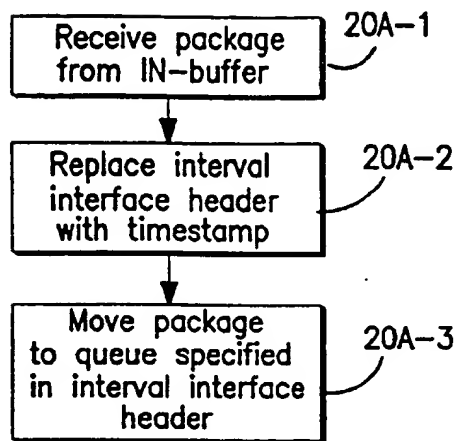 Receive package
from IN-buffer
20A-1
Replace interval
interface header
with timestamp
20A-2
Move package
to queue specified
in interval interface
header
20A-3